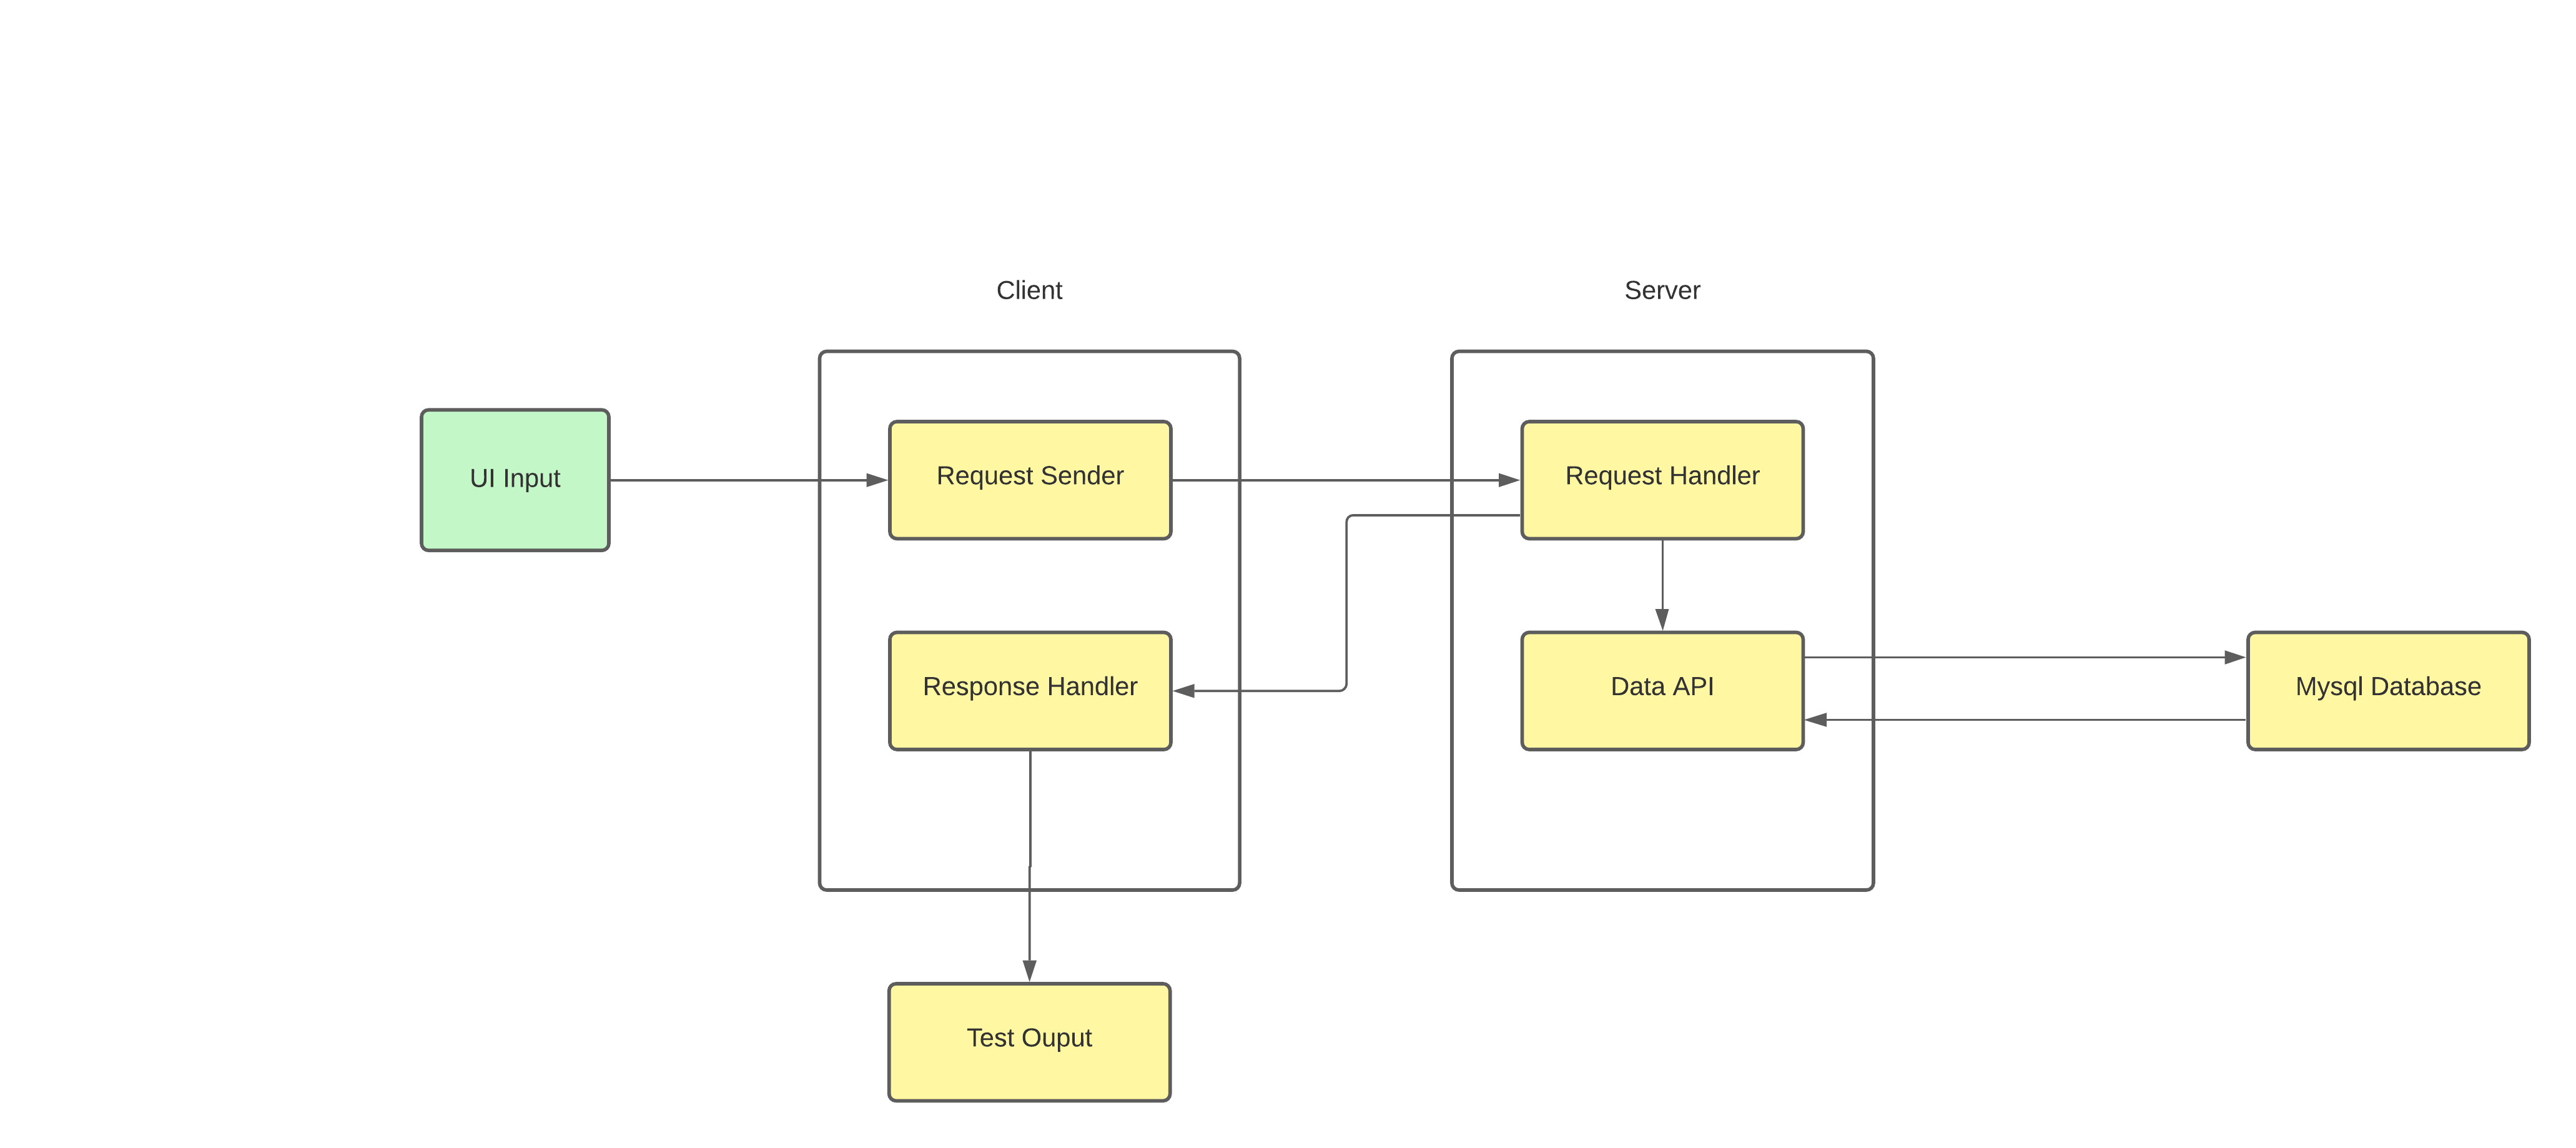 Client
Server
UI Input
Request Sender
Request Handler
Response Handler
Data API
Mysql Database
Test Ouput